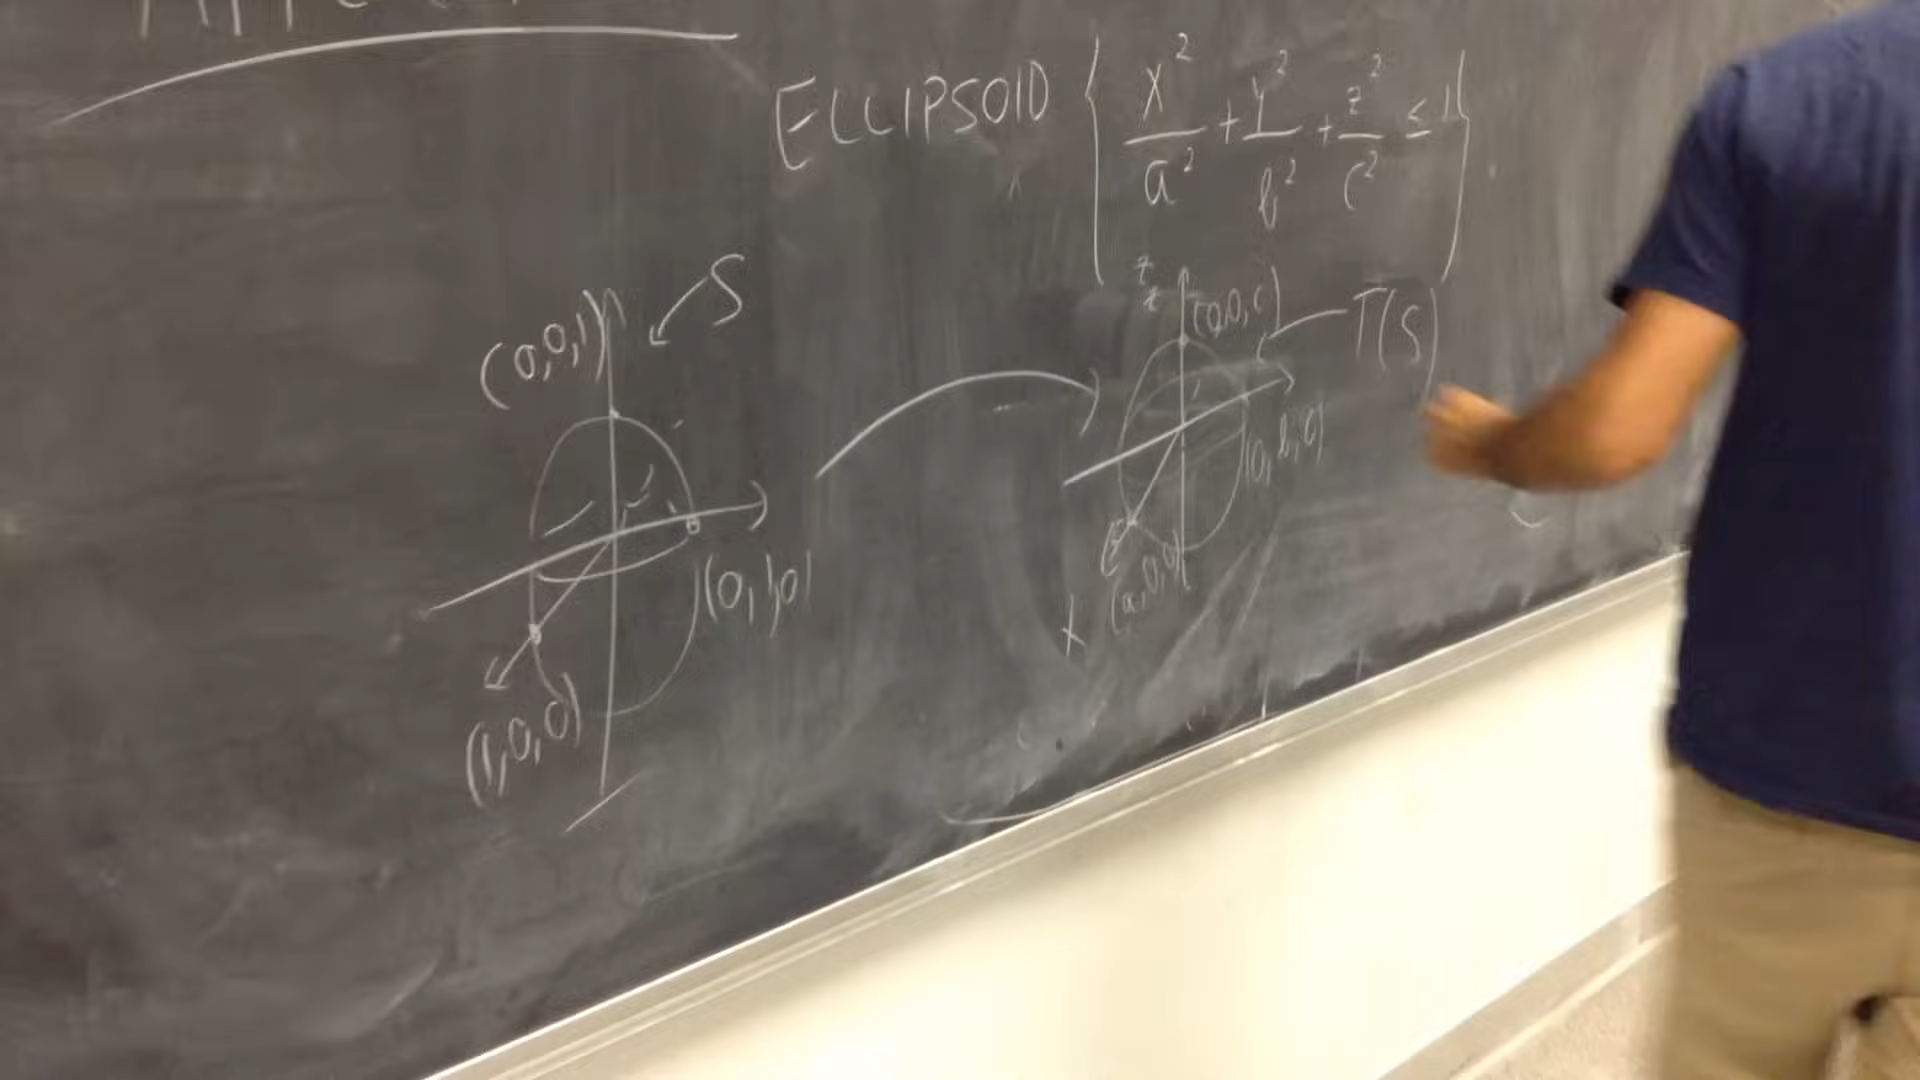 ELLIPSOID { x²/a² + y²/b² + z²/c² ≤ 1 }
S
(0,0,1)
(0,1,0)
(1,0,0)
z
(0,0,c)
T(S)
(0,b,0)
(a,0,0)
x